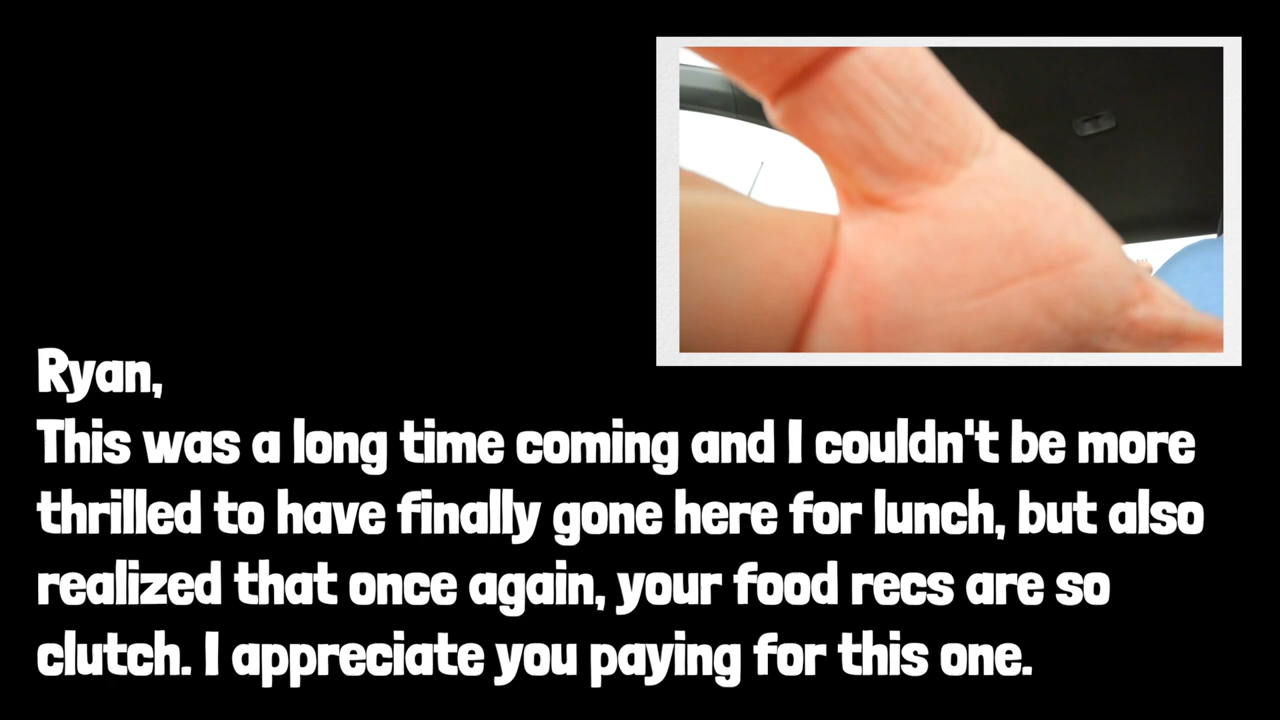 Ryan,
This was a long time coming and I couldn't be more
thrilled to have finally gone here for lunch, but also
realized that once again, your food recs are so
clutch. I appreciate you paying for this one.